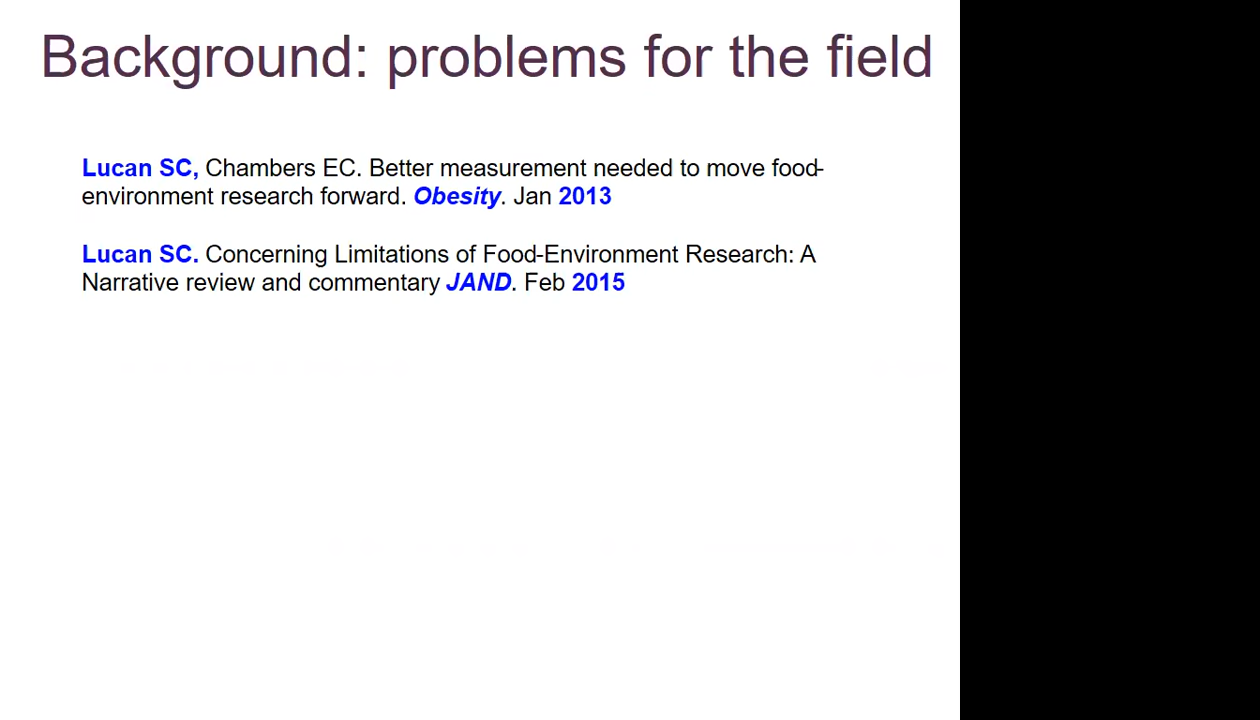 Background: problems for the field
Lucan SC, Chambers EC. Better measurement needed to move food-
environment research forward. Obesity. Jan 2013
Lucan SC. Concerning Limitations of Food-Environment Research: A
Narrative review and commentary JAND. Feb 2015